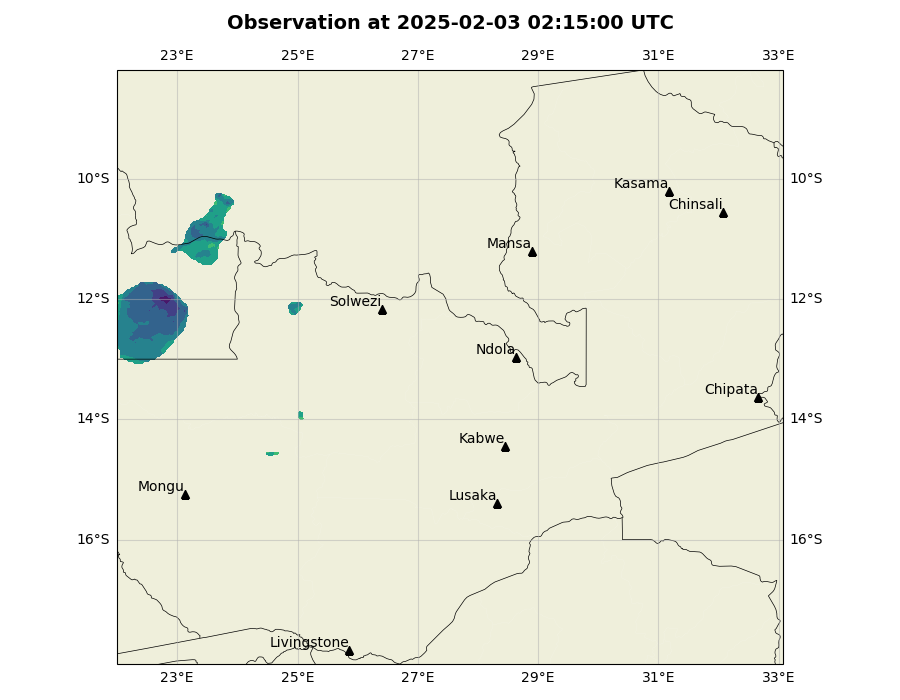 Observation at 2025-02-03 02:15:00 UTC
23°E 25°E 27°E 29°E 31°E 33°E
10°S 10°S
Kasama
Chinsali
Mansa
12°S 12°S
Solwezi
Ndola
Chipata
14°S 14°S
Kabwe
Mongu
Lusaka
16°S 16°S
Livingstone
23°E 25°E 27°E 29°E 31°E 33°E